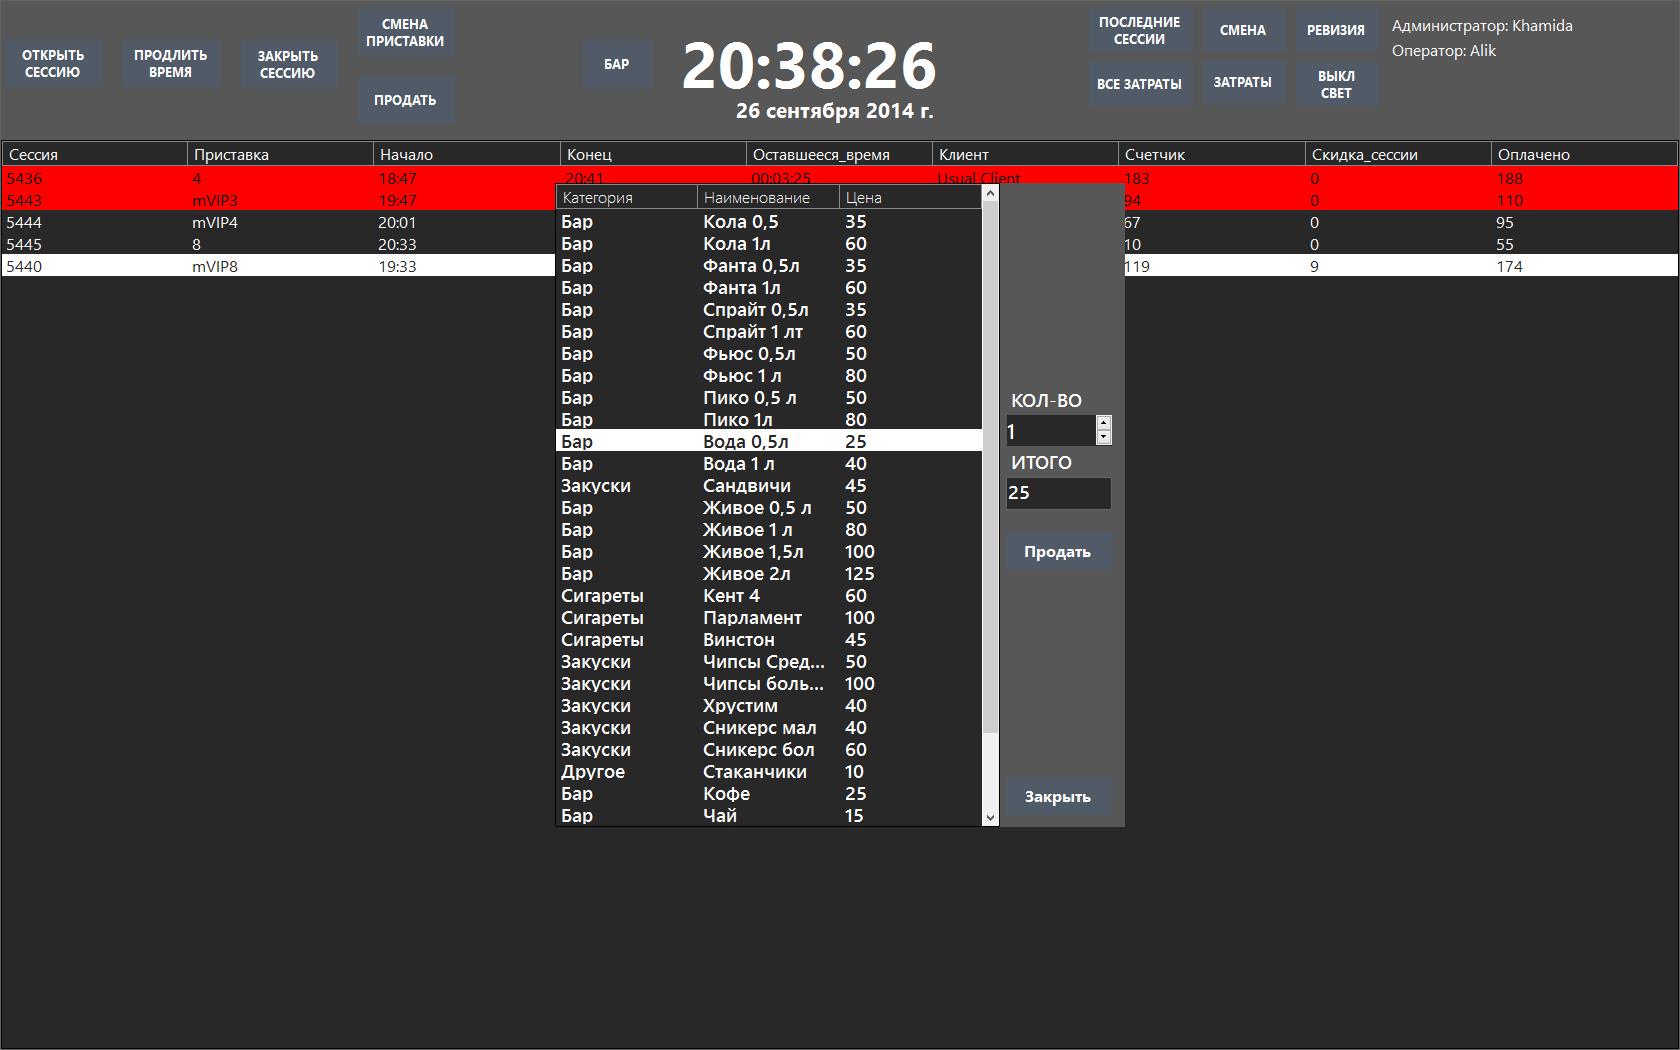 ОТКРЫТЬ
СЕССИЮ
ПРОДЛИТЬ
ВРЕМЯ
ЗАКРЫТЬ
СЕССИЮ
СМЕНА
ПРИСТАВКИ
ПРОДАТЬ
БАР
20:38:26
26 сентября 2014 г.
ПОСЛЕДНИЕ
СЕССИИ
СМЕНА
РЕВИЗИЯ
ВСЕ ЗАТРАТЫ
ЗАТРАТЫ
ВЫКЛ
СВЕТ
Администратор: Khamida
Оператор: Alik
Сессия Приставка Начало Конец Оставшееся_время Клиент Счетчик Скидка_сессии Оплачено
5436 4 18:47 20:41 00:03:25 Usual Client 183 0 188
5443 mVIP3 19:47 94 0 110
5444 mVIP4 20:01 67 0 95
5445 8 20:33 10 0 55
5440 mVIP8 19:33 119 9 174
Категория Наименование Цена
Бар Кола 0,5 35
Бар Кола 1л 60
Бар Фанта 0,5л 35
Бар Фанта 1л 60
Бар Спрайт 0,5л 35
Бар Спрайт 1 лт 60
Бар Фьюс 0,5л 50
Бар Фьюс 1 л 80
Бар Пико 0,5 л 50
Бар Пико 1л 80
Бар Вода 0,5л 25
Бар Вода 1 л 40
Закуски Сандвичи 45
Бар Живое 0,5 л 50
Бар Живое 1 л 80
Бар Живое 1,5л 100
Бар Живое 2л 125
Сигареты Кент 4 60
Сигареты Парламент 100
Сигареты Винстон 45
Закуски Чипсы Сред... 50
Закуски Чипсы боль... 100
Закуски Хрустим 40
Закуски Сникерс мал 40
Закуски Сникерс бол 60
Другое Стаканчики 10
Бар Кофе 25
Бар Чай 15
КОЛ-ВО
1
ИТОГО
25
Продать
Закрыть